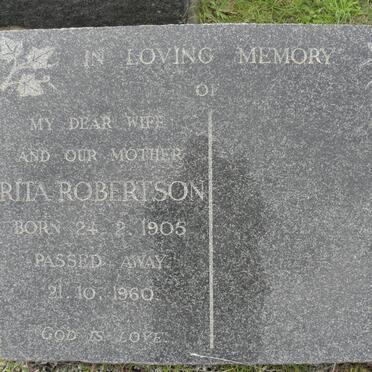 IN LOVING MEMORY
OF
MY DEAR WIFE
AND OUR MOTHER
RITA ROBERTSON
BORN 24. 2. 1905
PASSED AWAY
21. 10. 1960.
GOD IS LOVE.